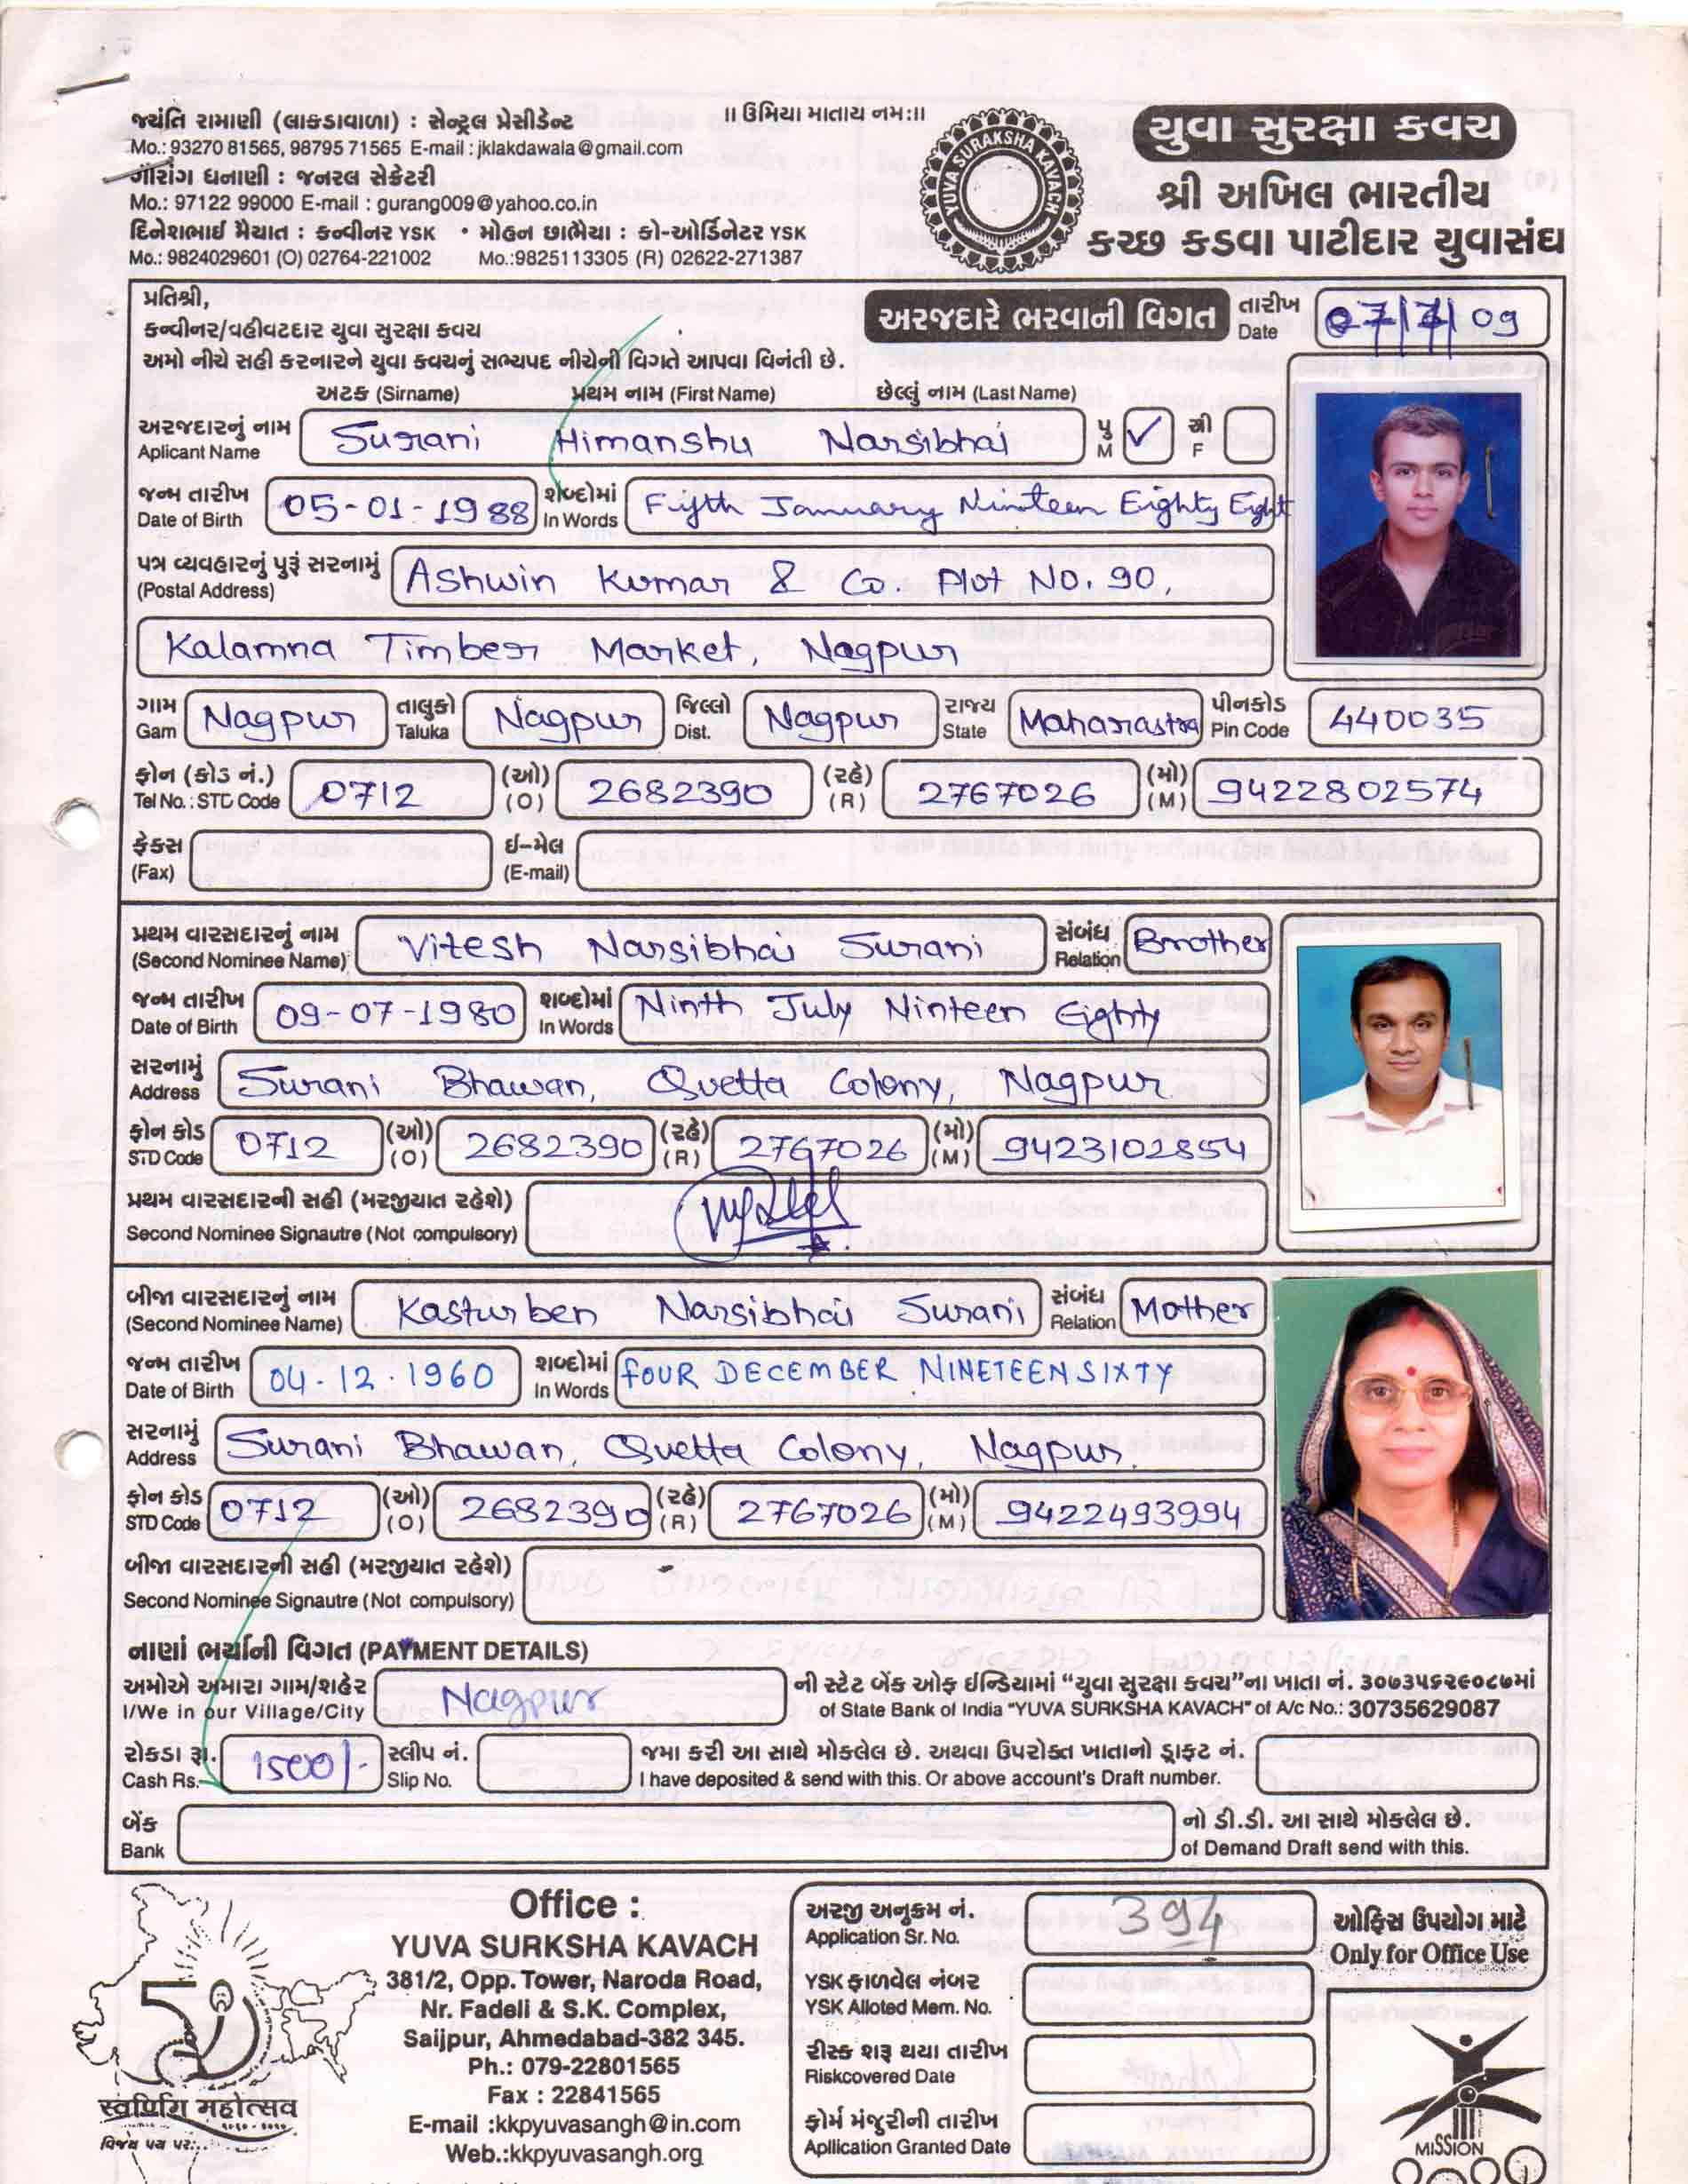 ॥ ઉમિયા માતાય નમઃ॥
જયંતિ રામાણી (લાકડાવાળા) : સેન્ટ્રલ પ્રેસીડેન્ટ
Mo.: 93270 81565, 98795 71565 E-mail : jklakdawala@gmail.com
ગૌરાંગ ધનાણી : જનરલ સેક્રેટરી
Mo.: 97122 99000 E-mail : gurang009@yahoo.co.in
દિનેશભાઈ મૈયાત : કન્વીનર YSK • મોહન છાભૈયા : કો-ઓર્ડિનેટર YSK
Mo.: 9824029601 (O) 02764-221002 Mo.:9825113305 (R) 02622-271387
YUVA SURAKSHA KAVACH
યુવા સુરક્ષા કવચ
શ્રી અખિલ ભારતીય
કચ્છ કડવા પાટીદાર યુવાસંઘ
પ્રતિશ્રી,
કન્વીનર/વહીવટદાર યુવા સુરક્ષા કવચ
અમો નીચે સહી કરનારને યુવા કવચનું સભ્યપદ નીચેની વિગતે આપવા વિનંતી છે.
અરજદારે ભરવાની વિગત
તારીખ
Date 07/7/09
અટક (Sirname) પ્રથમ નામ (First Name) છેલ્લું નામ (Last Name)
અરજદારનું નામ
Aplicant Name Surani Himanshu Narsibhai પુ M ✓ સ્ત્રી F
જન્મ તારીખ
Date of Birth 05-01-1988 શબ્દોમાં In Words Fifth January Nineteen Eighty Eight
પત્ર વ્યવહારનું પુરૂં સરનામું
(Postal Address) Ashwin Kumar & Co. Plot No. 90,
Kalamna Timber Market, Nagpur
ગામ Gam Nagpur તાલુકો Taluka Nagpur જિલ્લો Dist. Nagpur રાજ્ય State Maharastra પીનકોડ Pin Code 440035
ફોન (કોડ નં.)
Tel No. : STD Code 0712 (ઓ) (O) 2682390 (રહે) (R) 2767026 (મો) (M) 9422802574
ફેકસ
(Fax) ઈ-મેલ (E-mail)
પ્રથમ વારસદારનું નામ
(Second Nominee Name) Vitesh Narsibhai Surani સંબંધ Relation Brother
જન્મ તારીખ
Date of Birth 09-07-1980 શબ્દોમાં In Words Ninth July Ninteen Eighty
સરનામું
Address Surani Bhawan, Quetta Colony, Nagpur
ફોન કોડ
STD Code 0712 (ઓ) (O) 2682390 (રહે) (R) 2767026 (મો) (M) 9423102854
પ્રથમ વારસદારની સહી (મરજીયાત રહેશે)
Second Nominee Signautre (Not compulsory)
બીજા વારસદારનું નામ
(Second Nominee Name) Kasturben Narsibhai Surani સંબંધ Relation Mother
જન્મ તારીખ
Date of Birth 04.12.1960 શબ્દોમાં In Words FOUR DECEMBER NINETEEN SIXTY
સરનામું
Address Surani Bhawan, Quetta Colony, Nagpur.
ફોન કોડ
STD Code 0712 (ઓ) (O) 2682390 (રહે) (R) 2767026 (મો) (M) 9422493994
બીજા વારસદારની સહી (મરજીયાત રહેશે)
Second Nominee Signautre (Not compulsory)
નાણાં ભર્યાની વિગત (PAYMENT DETAILS)
અમોએ અમારા ગામ/શહેર Nagpur ની સ્ટેટ બેંક ઓફ ઈન્ડિયામાં “યુવા સુરક્ષા કવચ”ના ખાતા નં. ૩૦૭૩૫૬૨૯૦૮૭માં
I/We in our Village/City of State Bank of India "YUVA SURKSHA KAVACH" of A/c No.: 30735629087
રોકડા રૂા. 1500/- સ્લીપ નં. જમા કરી આ સાથે મોકલેલ છે. અથવા ઉપરોક્ત ખાતાનો ડ્રાફટ નં.
Cash Rs. Slip No. I have deposited & send with this. Or above account's Draft number.
બેંક નો ડી.ડી. આ સાથે મોકલેલ છે.
Bank of Demand Draft send with this.
50
स्वर्णिम महोत्सव
Office :
YUVA SURKSHA KAVACH
381/2, Opp. Tower, Naroda Road,
Nr. Fadeli & S.K. Complex,
Saijpur, Ahmedabad-382 345.
Ph.: 079-22801565
Fax : 22841565
E-mail :kkpyuvasangh@in.com
Web.:kkpyuvasangh.org
અરજી અનુક્રમ નં.
Application Sr. No. 394
YSK ફાળવેલ નંબર
YSK Alloted Mem. No.
રીસ્ક શરૂ થયા તારીખ
Riskcovered Date
ફોર્મ મંજુરીની તારીખ
Apllication Granted Date
ઓફિસ ઉપયોગ માટે
Only for Office Use
MISSION